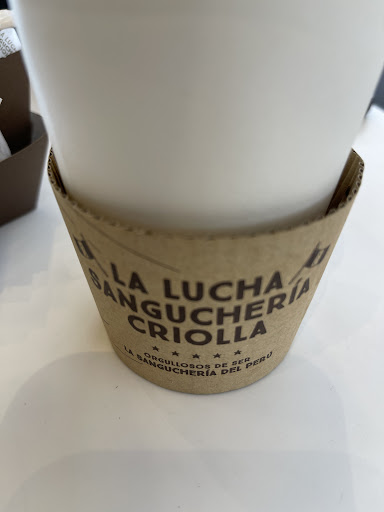 LA LUCHA
SANGUCHERÍA
CRIOLLA
ORGULLOSOS DE SER
LA SANGUCHERÍA DEL PERÚ